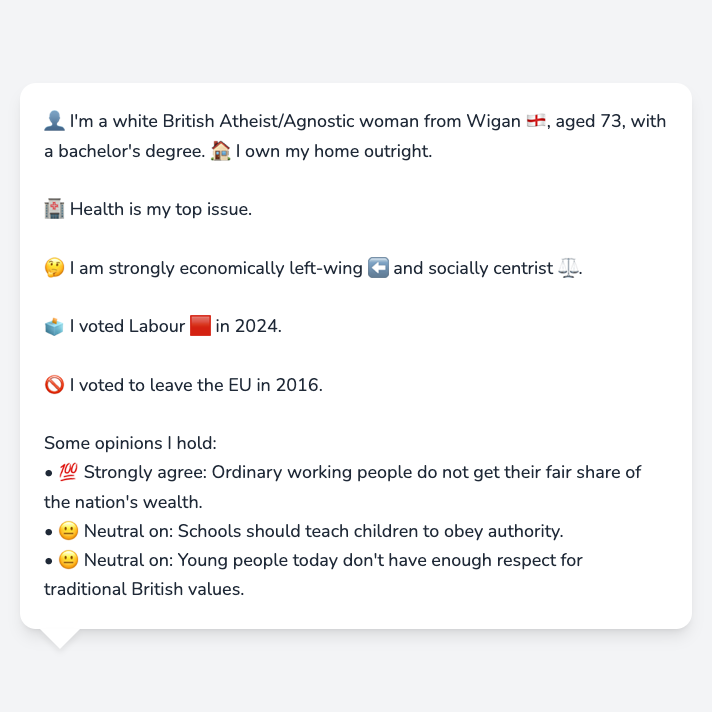 👤 I'm a white British Atheist/Agnostic woman from Wigan 🏴󠁧󠁢󠁥󠁮󠁧󠁿, aged 73, with
a bachelor's degree. 🏠 I own my home outright.
🏥 Health is my top issue.
🤔 I am strongly economically left-wing ⬅️ and socially centrist ⚖️.
🗳️ I voted Labour 🟥 in 2024.
🚫 I voted to leave the EU in 2016.
Some opinions I hold:
• 💯 Strongly agree: Ordinary working people do not get their fair share of
the nation's wealth.
• 😐 Neutral on: Schools should teach children to obey authority.
• 😐 Neutral on: Young people today don't have enough respect for
traditional British values.